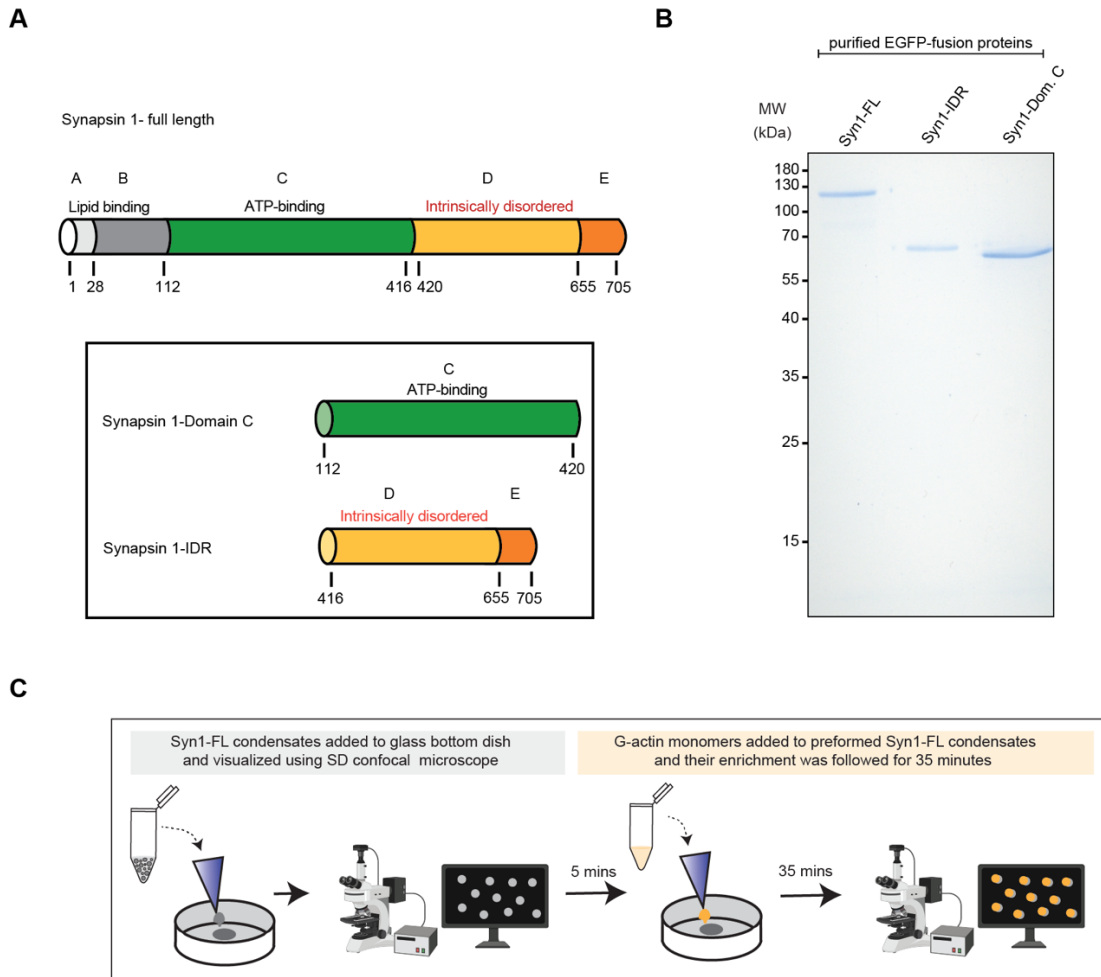 A
Synapsin 1- full length
A B C D E
Lipid binding ATP-binding Intrinsically disordered
1 28 112 416 420 655 705
C
ATP-binding
Synapsin 1-Domain C
112 420
D E
Intrinsically disordered
Synapsin 1-IDR
416 655 705
B
purified EGFP-fusion proteins
MW
(kDa)
Syn1-FL
Syn1-IDR
Syn1-Dom. C
180
130
100
70
55
40
35
25
15
C
Syn1-FL condensates added to glass bottom dish
and visualized using SD confocal microscope
G-actin monomers added to preformed Syn1-FL condensates
and their enrichment was followed for 35 minutes
5 mins
35 mins